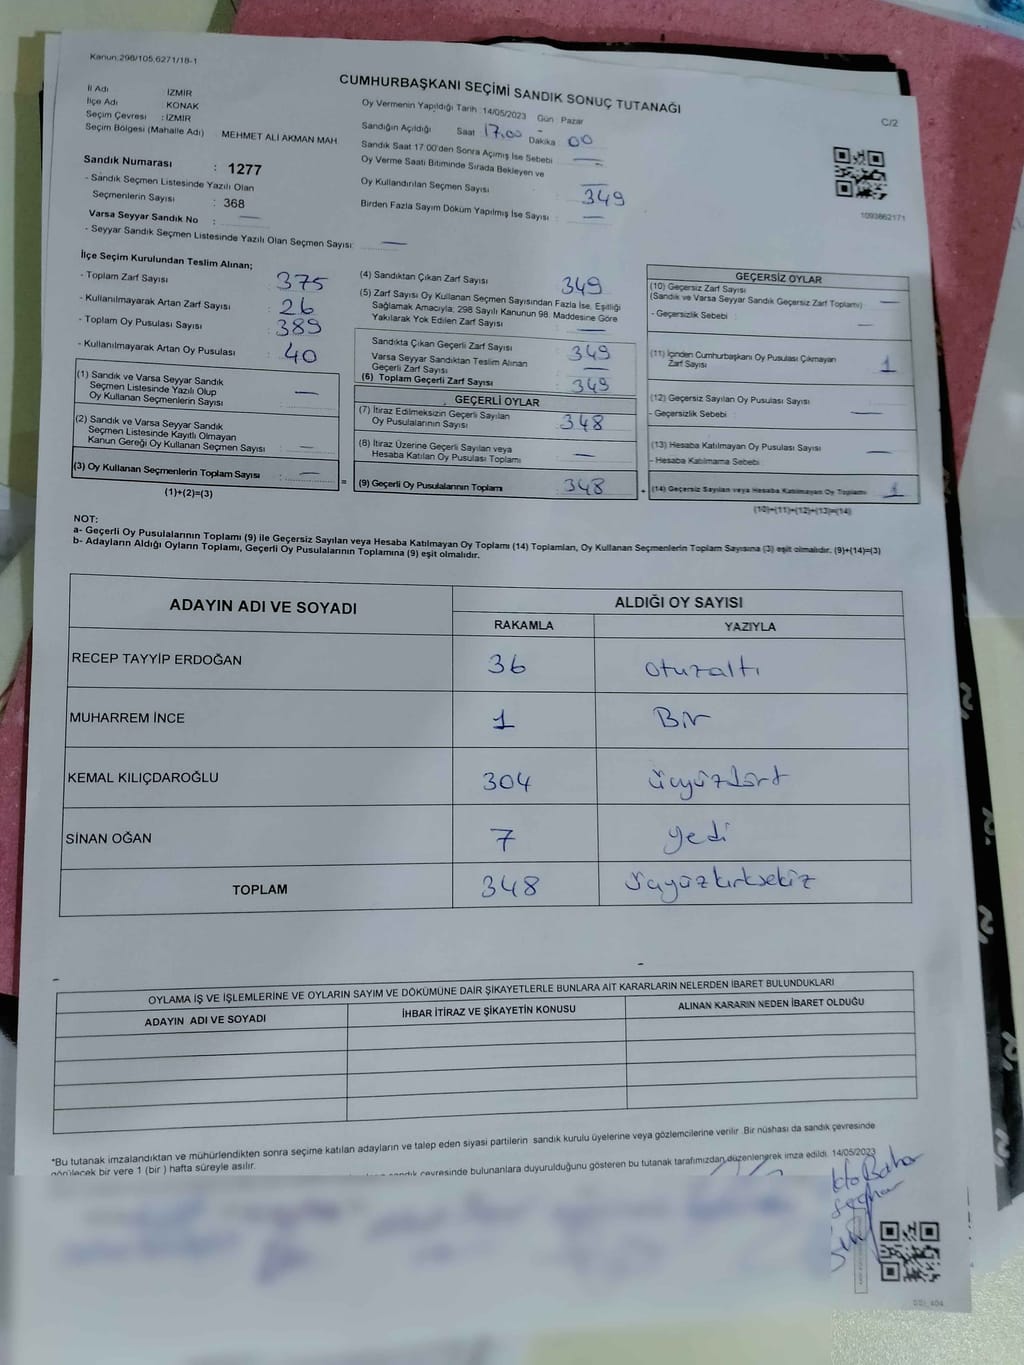 Kanun.298/105,6271/18-1
CUMHURBAŞKANI SEÇİMİ SANDIK SONUÇ TUTANAĞI
C/2
İl Adı : İZMİR
İlçe Adı : KONAK
Seçim Çevresi : İZMİR
Seçim Bölgesi (Mahalle Adı) MEHMET ALİ AKMAN MAH.
Sandık Numarası : 1277
- Sandık Seçmen Listesinde Yazılı Olan
Seçmenlerin Sayısı : 368
Varsa Seyyar Sandık No : —
- Seyyar Sandık Seçmen Listesinde Yazılı Olan Seçmen Sayısı: —
Oy Vermenin Yapıldığı Tarih :14/05/2023 Gün : Pazar
Sandığın Açıldığı Saat 17.00 Dakika 00
Sandık Saat 17.00'den Sonra Açımış İse Sebebi : —
Oy Verme Saati Bitiminde Sırada Bekleyen ve
Oy Kullandırılan Seçmen Sayısı : 349
Birden Fazla Sayım Döküm Yapılmış İse Sayısı : —
1093862171
İlçe Seçim Kurulundan Teslim Alınan;
- Toplam Zarf Sayısı : 375
- Kullanılmayarak Artan Zarf Sayısı : 26
- Toplam Oy Pusulası Sayısı : 389
- Kullanılmayarak Artan Oy Pusulası : 40
(1) Sandık ve Varsa Seyyar Sandık
Seçmen Listesinde Yazılı Olup
Oy Kullanan Seçmenlerin Sayısı : —
(2) Sandık ve Varsa Seyyar Sandık
Seçmen Listesinde Kayıtlı Olmayan
Kanun Gereği Oy Kullanan Seçmen Sayısı : —
(3) Oy Kullanan Seçmenlerin Toplam Sayısı : —
(1)+(2)=(3)
(4) Sandıktan Çıkan Zarf Sayısı : 349
(5) Zarf Sayısı Oy Kullanan Seçmen Sayısından Fazla İse, Eşitliği
Sağlamak Amacıyla, 298 Sayılı Kanunun 98. Maddesine Göre
Yakılarak Yok Edilen Zarf Sayısı : —
Sandıkta Çıkan Geçerli Zarf Sayısı : 349
Varsa Seyyar Sandıktan Teslim Alınan
Geçerli Zarf Sayısı : —
(6) Toplam Geçerli Zarf Sayısı : 349
GEÇERLİ OYLAR
(7) İtiraz Edilmeksizin Geçerli Sayılan
Oy Pusulalarının Sayısı : 348
(8) İtiraz Üzerine Geçerli Sayılan veya
Hesaba Katılan Oy Pusulası Toplamı : —
= (9) Geçerli Oy Pusulalarının Toplamı : 348 +
GEÇERSİZ OYLAR
(10) Geçersiz Zarf Sayısı
(Sandık ve Varsa Seyyar Sandık Geçersiz Zarf Toplamı) : —
- Geçersizlik Sebebi : —
(11) İçinden Cumhurbaşkanı Oy Pusulası Çıkmayan
Zarf Sayısı : 1
(12) Geçersiz Sayılan Oy Pusulası Sayısı :
- Geçersizlik Sebebi : —
(13) Hesaba Katılmayan Oy Pusulası Sayısı : —
- Hesaba Katılmama Sebebi
(14) Geçersiz Sayılan veya Hesaba Katılmayan Oy Toplamı : 1
(10)+(11)+(12)+(13)=(14)
NOT:
a- Geçerli Oy Pusulalarının Toplamı (9) ile Geçersiz Sayılan veya Hesaba Katılmayan Oy Toplamı (14) Toplamları, Oy Kullanan Seçmenlerin Toplam Sayısına (3) eşit olmalıdır. (9)+(14)=(3)
b- Adayların Aldığı Oyların Toplamı, Geçerli Oy Pusulalarının Toplamına (9) eşit olmalıdır.
ADAYIN ADI VE SOYADI ALDIĞI OY SAYISI
RAKAMLA YAZIYLA
RECEP TAYYİP ERDOĞAN 36 otuzaltı
MUHARREM İNCE 1 Bir
KEMAL KILIÇDAROĞLU 304 üçyüzdört
SİNAN OĞAN 7 yedi
TOPLAM 348 üçyüzkırksekiz
OYLAMA İŞ VE İŞLEMLERİNE VE OYLARIN SAYIM VE DÖKÜMÜNE DAİR ŞİKAYETLERLE BUNLARA AİT KARARLARIN NELERDEN İBARET BULUNDUKLARI
ADAYIN ADI VE SOYADI İHBAR İTİRAZ VE ŞİKAYETİN KONUSU ALINAN KARARIN NEDEN İBARET OLDUĞU
*Bu tutanak imzalandıktan ve mühürlendikten sonra seçime katılan adayların ve talep eden siyasi partilerin sandık kurulu üyelerine veya gözlemcilerine verilir. Bir nüshası da sandık çevresinde
görülecek bir yere 1 (bir ) hafta süreyle asılır.
sandık çevresinde bulunanlara duyurulduğunu gösteren bu tutanak tarafımızdan düzenlenerek imza edildi. 14/05/2023